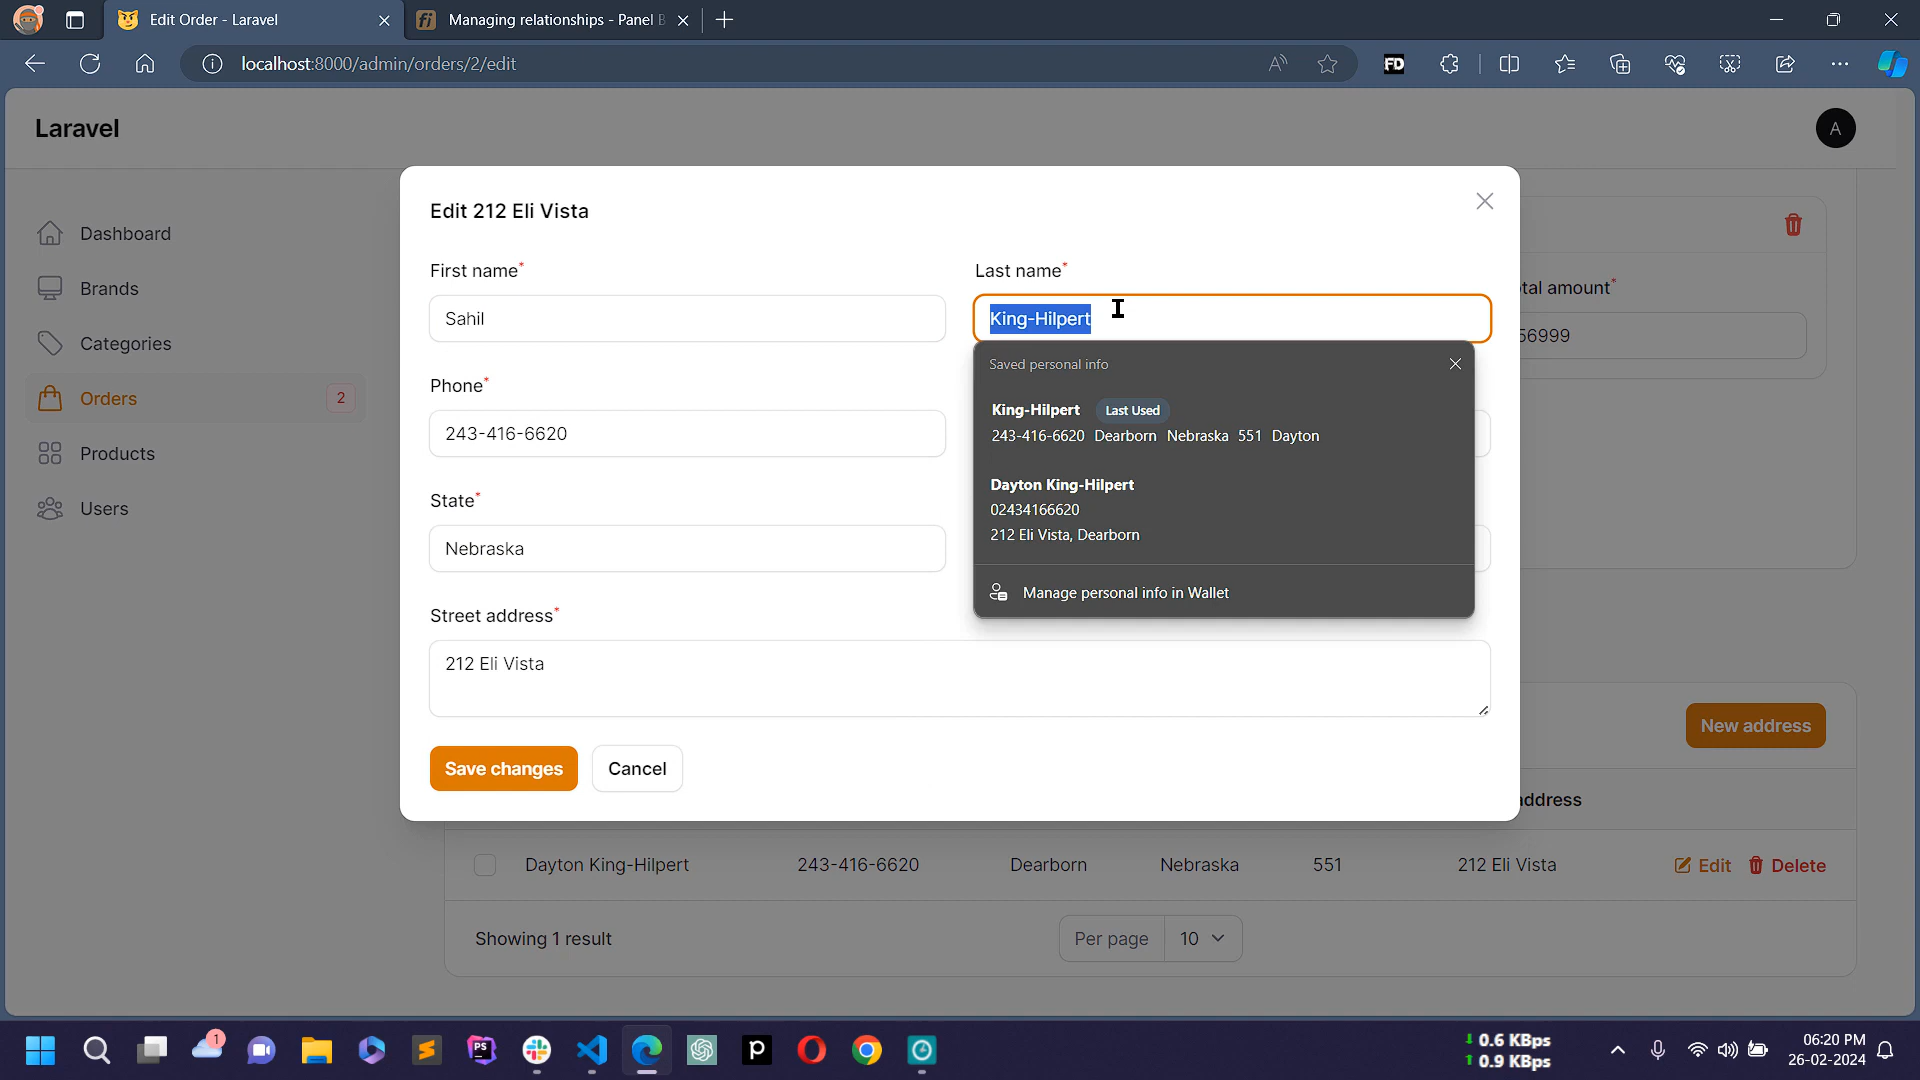 Edit Order - Laravel
Managing relationships - Panel B
localhost:8000/admin/orders/2/edit
FD
Laravel
A
Dashboard
Brands
Categories
Orders 2
Products
Users
Edit 212 Eli Vista
First name*
Last name*
Sahil
King-Hilpert
Saved personal info
King-Hilpert Last Used
243-416-6620 Dearborn Nebraska 551 Dayton
Dayton King-Hilpert
02434166620
212 Eli Vista, Dearborn
Manage personal info in Wallet
Phone*
243-416-6620
State*
Nebraska
Street address*
212 Eli Vista
Save changes
Cancel
tal amount*
56999
New address
address
Dayton King-Hilpert 243-416-6620 Dearborn Nebraska 551 212 Eli Vista Edit Delete
Showing 1 result
Per page 10
1
PS
P
0.6 KBps
0.9 KBps
06:20 PM
26-02-2024